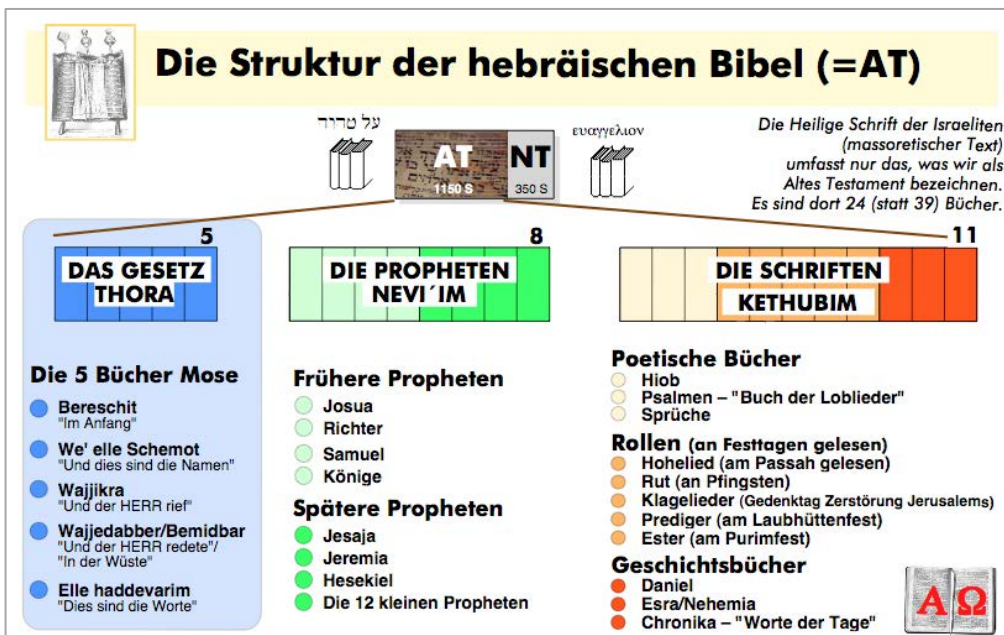 Die Struktur der hebräischen Bibel (=AT)
על טהור
ευαγγελιον
AT
1150 S
NT
350 S
Die Heilige Schrift der Israeliten
(massoretischer Text)
umfasst nur das, was wir als
Altes Testament bezeichnen.
Es sind dort 24 (statt 39) Bücher.
5
DAS GESETZ
THORA
Die 5 Bücher Mose
Bereschit
"Im Anfang"
We' elle Schemot
"Und dies sind die Namen"
Wajjikra
"Und der HERR rief"
Wajjedabber/Bemidbar
"Und der HERR redete"/
"In der Wüste"
Elle haddevarim
"Dies sind die Worte"
8
DIE PROPHETEN
NEVI´IM
Frühere Propheten
Josua
Richter
Samuel
Könige
Spätere Propheten
Jesaja
Jeremia
Hesekiel
Die 12 kleinen Propheten
11
DIE SCHRIFTEN
KETHUBIM
Poetische Bücher
Hiob
Psalmen – "Buch der Loblieder"
Sprüche
Rollen (an Festtagen gelesen)
Hohelied (am Passah gelesen)
Rut (an Pfingsten)
Klagelieder (Gedenktag Zerstörung Jerusalems)
Prediger (am Laubhüttenfest)
Ester (am Purimfest)
Geschichtsbücher
Daniel
Esra/Nehemia
Chronika – "Worte der Tage"
Α Ω